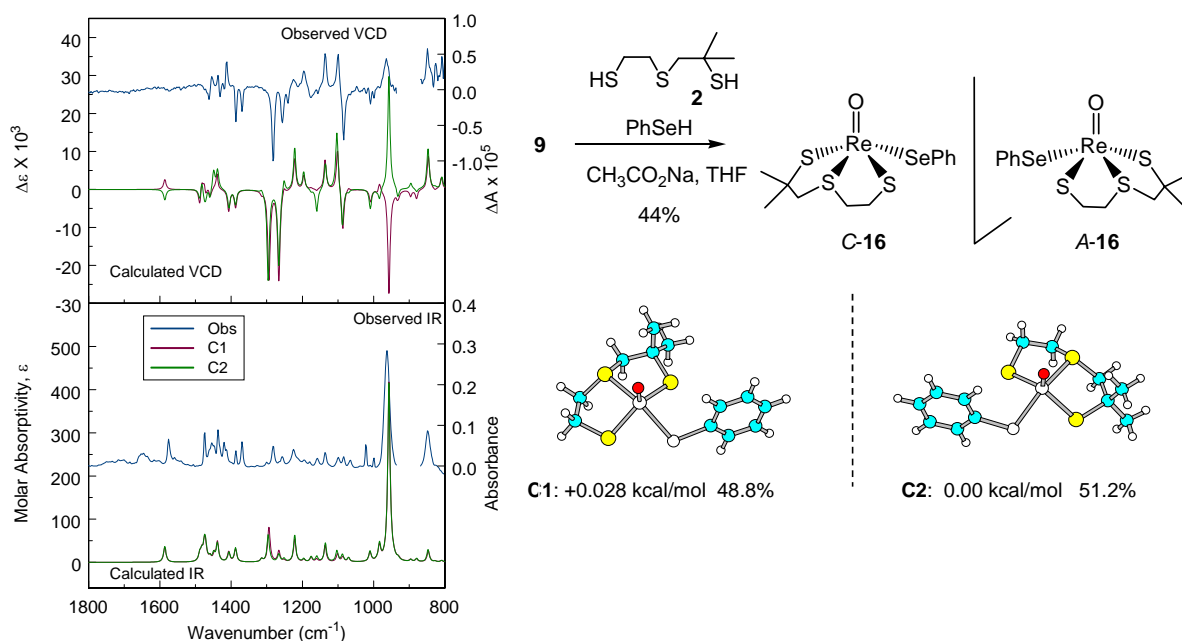 Observed VCD
40
30
20
10
0
-10
-20
-30
1.0
0.5
0.0
-0.5
-1.0
Δε X 10³
ΔA x 10⁵
Calculated VCD
Observed IR
Obs
C1
C2
500
400
300
200
100
0
0.4
0.3
0.2
0.1
0.0
Molar Absorptivity, ε
Absorbance
Calculated IR
1800 1600 1400 1200 1000 800
Wavenumber (cm⁻¹)
HS S SH
2
9 PhSeH
CH₃CO₂Na, THF
44%
O
Re
S SePh
S S
C-16
O
Re
PhSe S
S S
A-16
C1: +0.028 kcal/mol 48.8%
C2: 0.00 kcal/mol 51.2%